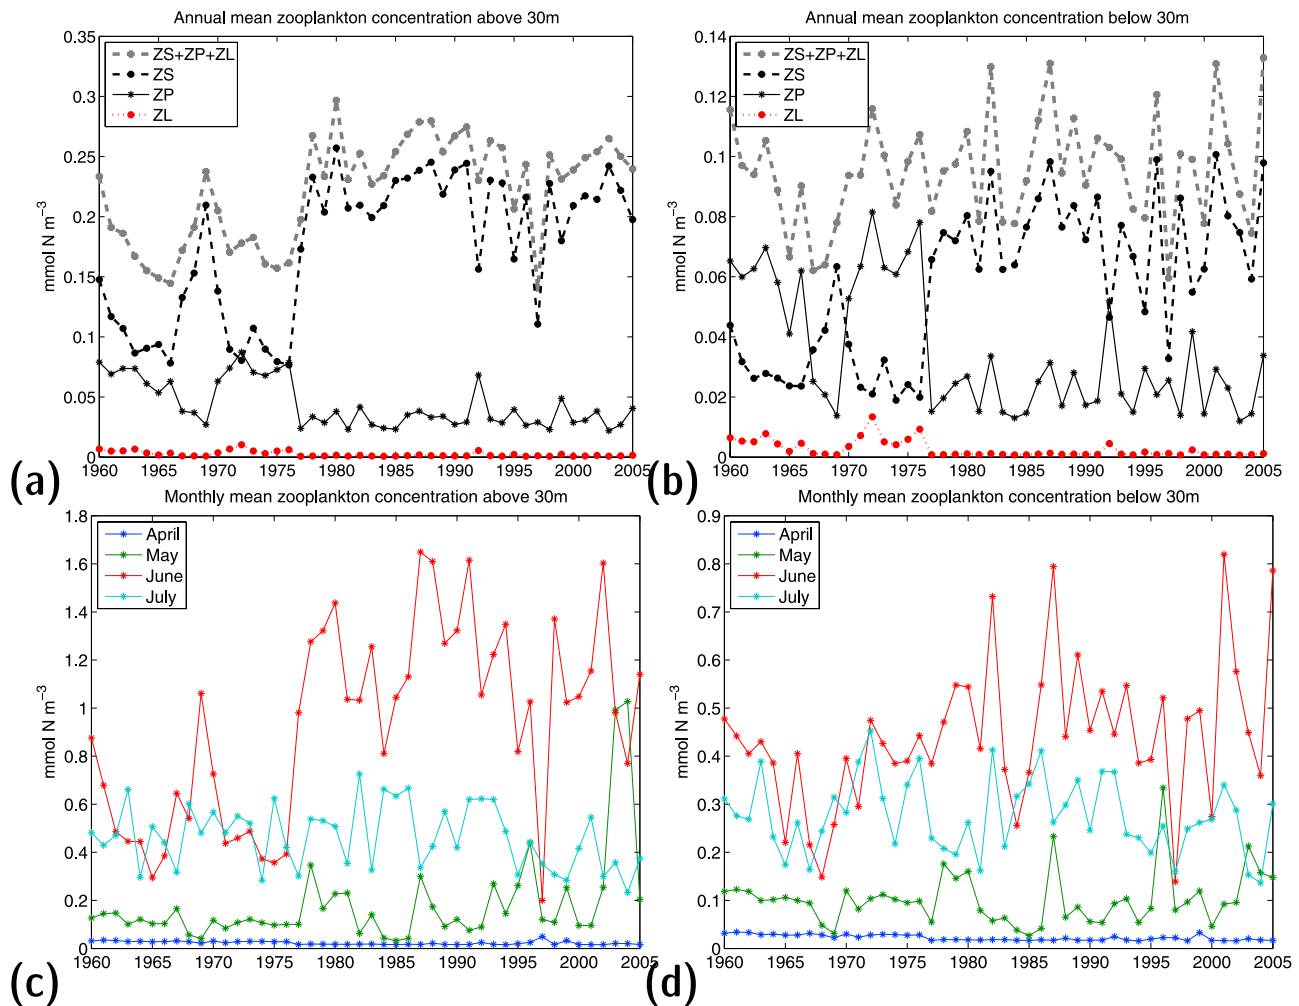 Annual mean zooplankton concentration above 30m
0.35
0.3
0.25
0.2
0.15
0.1
0.05
0
mmol N m−3
ZS+ZP+ZL
ZS
ZP
ZL
1960 1965 1970 1975 1980 1985 1990 1995 2000 2005
(a)
Annual mean zooplankton concentration below 30m
0.14
0.12
0.1
0.08
0.06
0.04
0.02
0
mmol N m−3
ZS+ZP+ZL
ZS
ZP
ZL
1960 1965 1970 1975 1980 1985 1990 1995 2000 2005
(b)
Monthly mean zooplankton concentration above 30m
1.8
1.6
1.4
1.2
1
0.8
0.6
0.4
0.2
0
mmol N m−3
April
May
June
July
1960 1965 1970 1975 1980 1985 1990 1995 2000 2005
(c)
Monthly mean zooplankton concentration below 30m
0.9
0.8
0.7
0.6
0.5
0.4
0.3
0.2
0.1
0
mmol N m−3
April
May
June
July
1960 1965 1970 1975 1980 1985 1990 1995 2000 2005
(d)